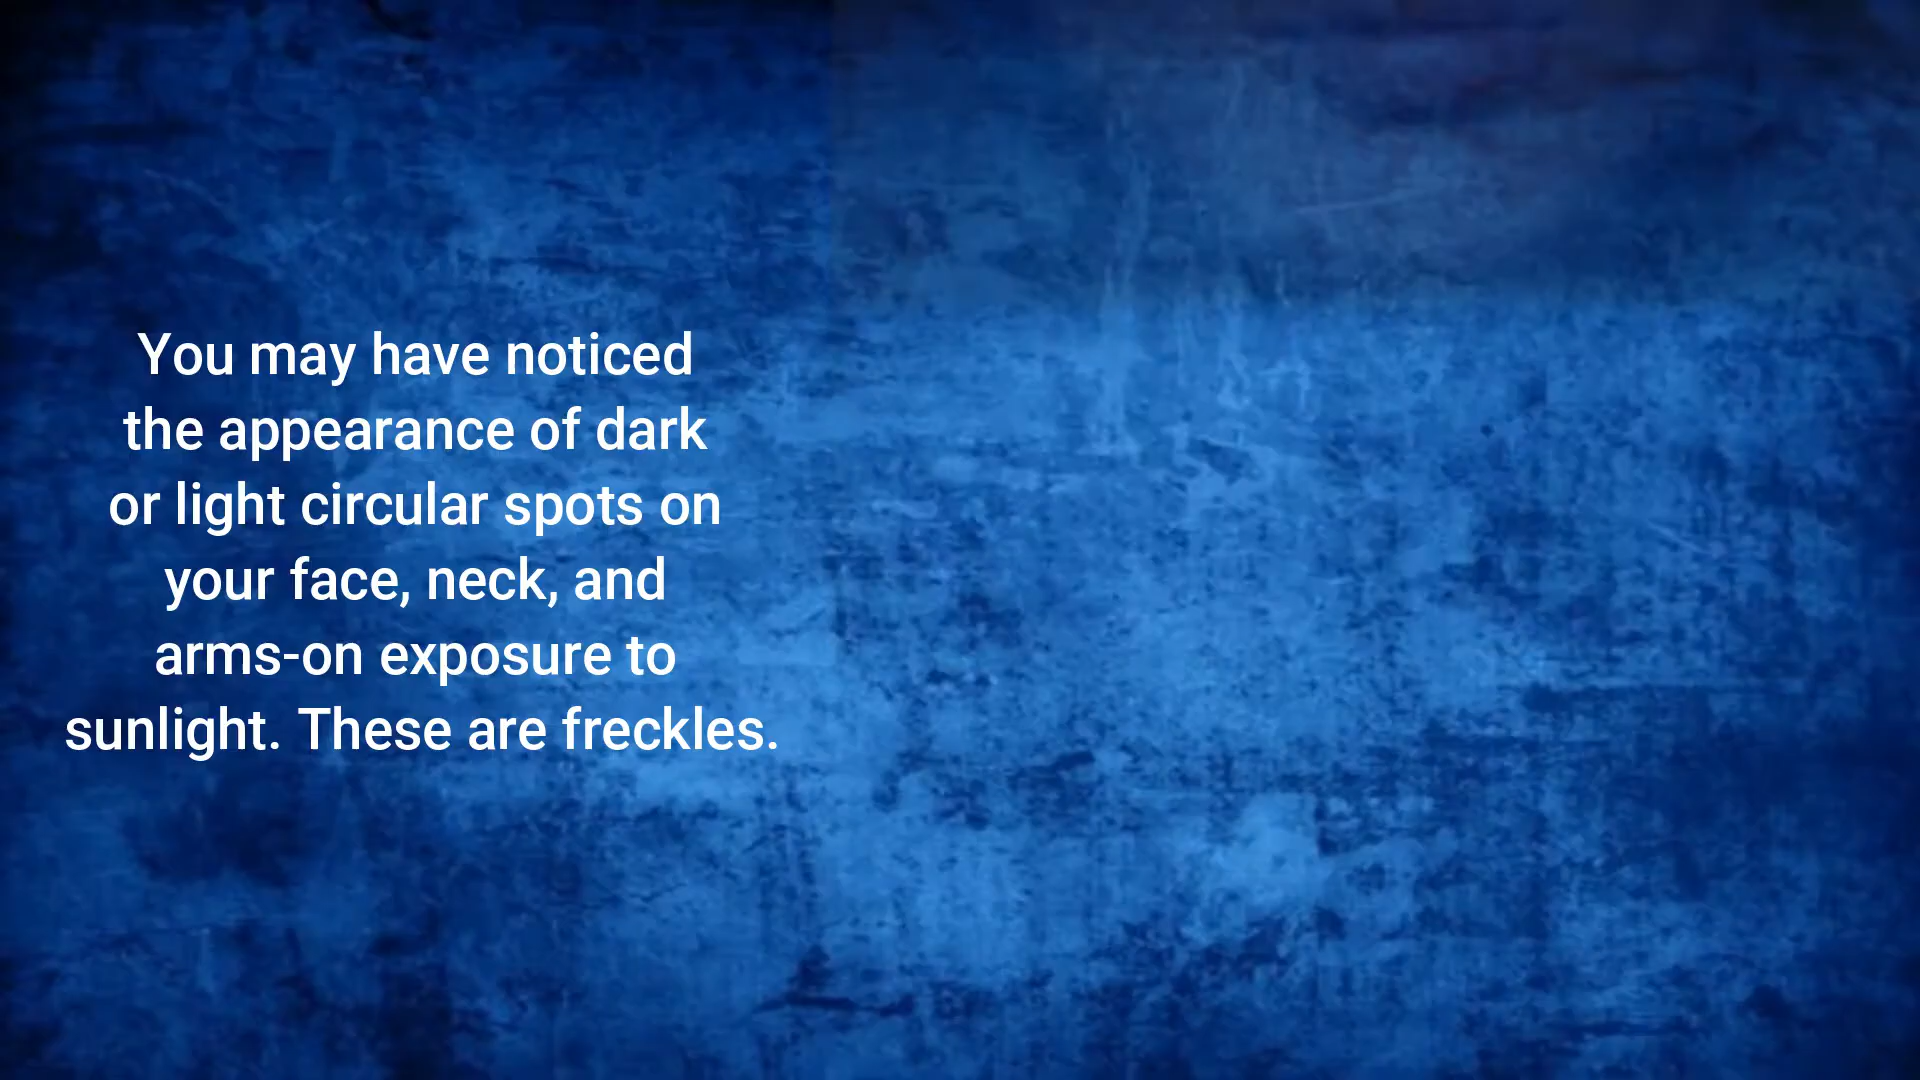 You may have noticed
the appearance of dark
or light circular spots on
your face, neck, and
arms-on exposure to
sunlight. These are freckles.